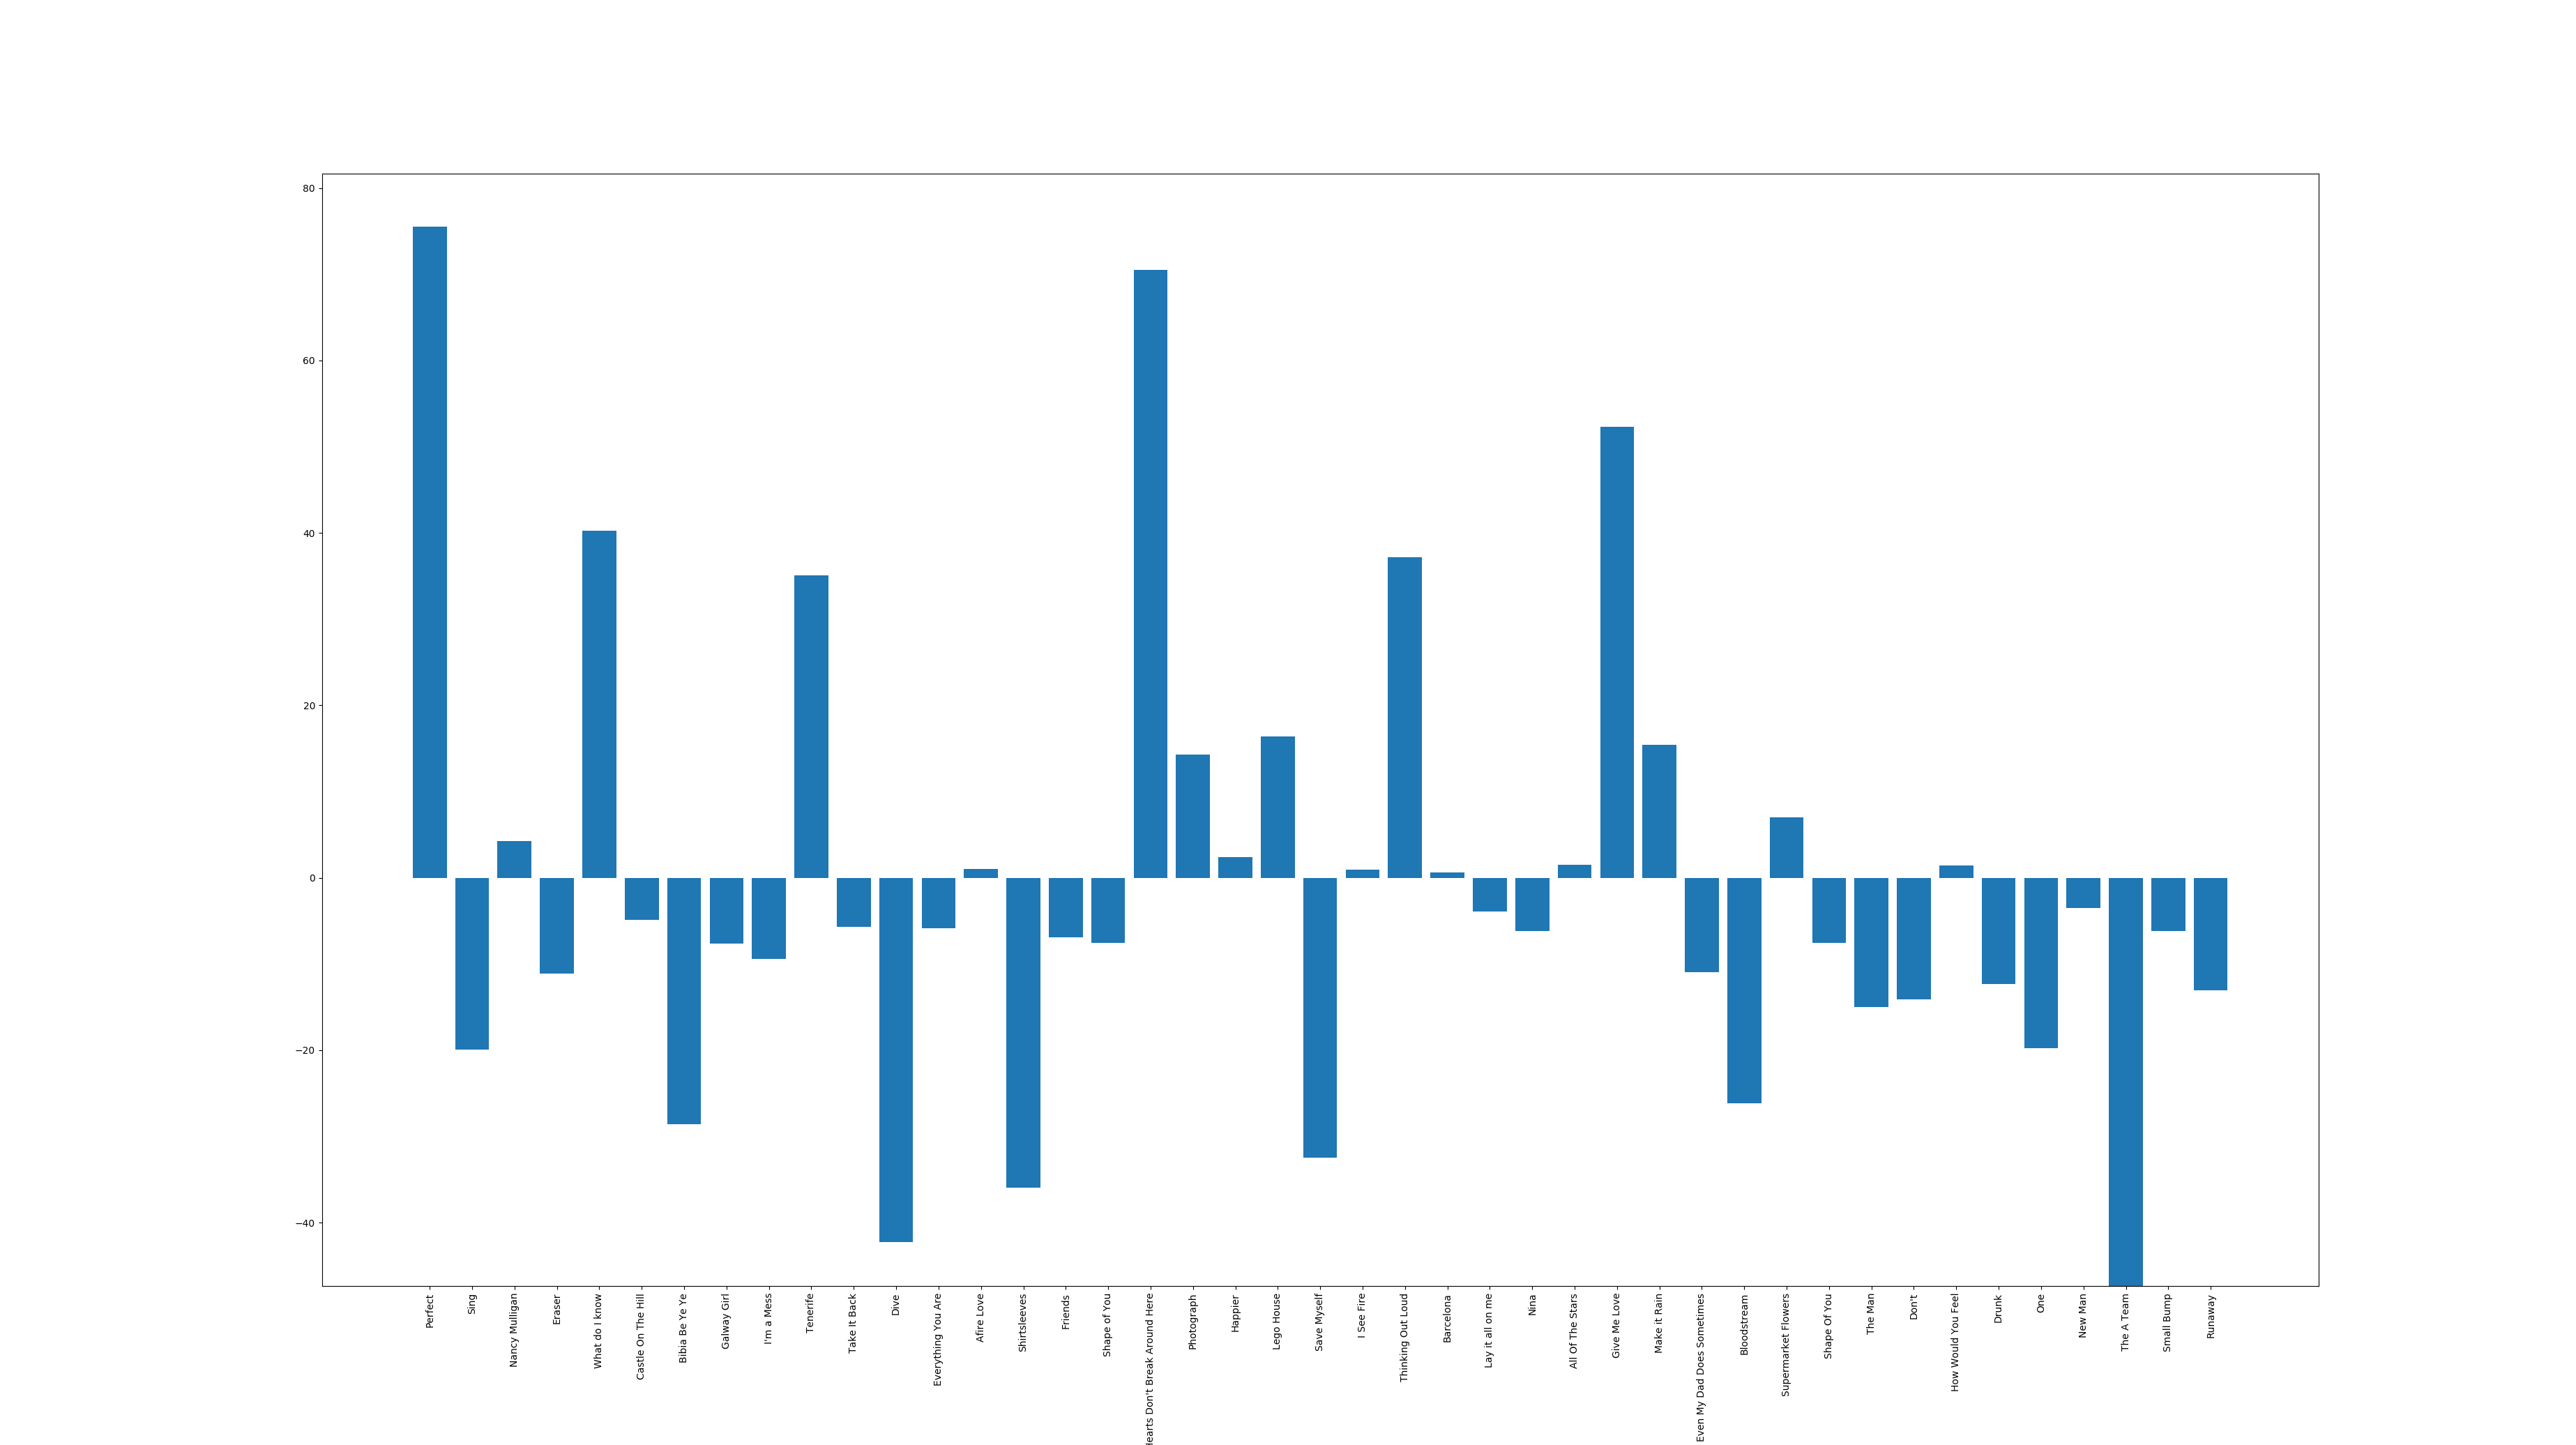 80
60
40
20
0
−20
−40
Perfect
Sing
Nancy Mulligan
Eraser
What do I know
Castle On The Hill
Bibia Be Ye Ye
Galway Girl
I'm a Mess
Tenerife
Take It Back
Dive
Everything You Are
Afire Love
Shirtsleeves
Friends
Shape of You
Hearts Don't Break Around Here
Photograph
Happier
Lego House
Save Myself
I See Fire
Thinking Out Loud
Barcelona
Lay it all on me
Nina
All Of The Stars
Give Me Love
Make it Rain
Even My Dad Does Sometimes
Bloodstream
Supermarket Flowers
Shape Of You
The Man
Don't
How Would You Feel
Drunk
One
New Man
The A Team
Small Bump
Runaway